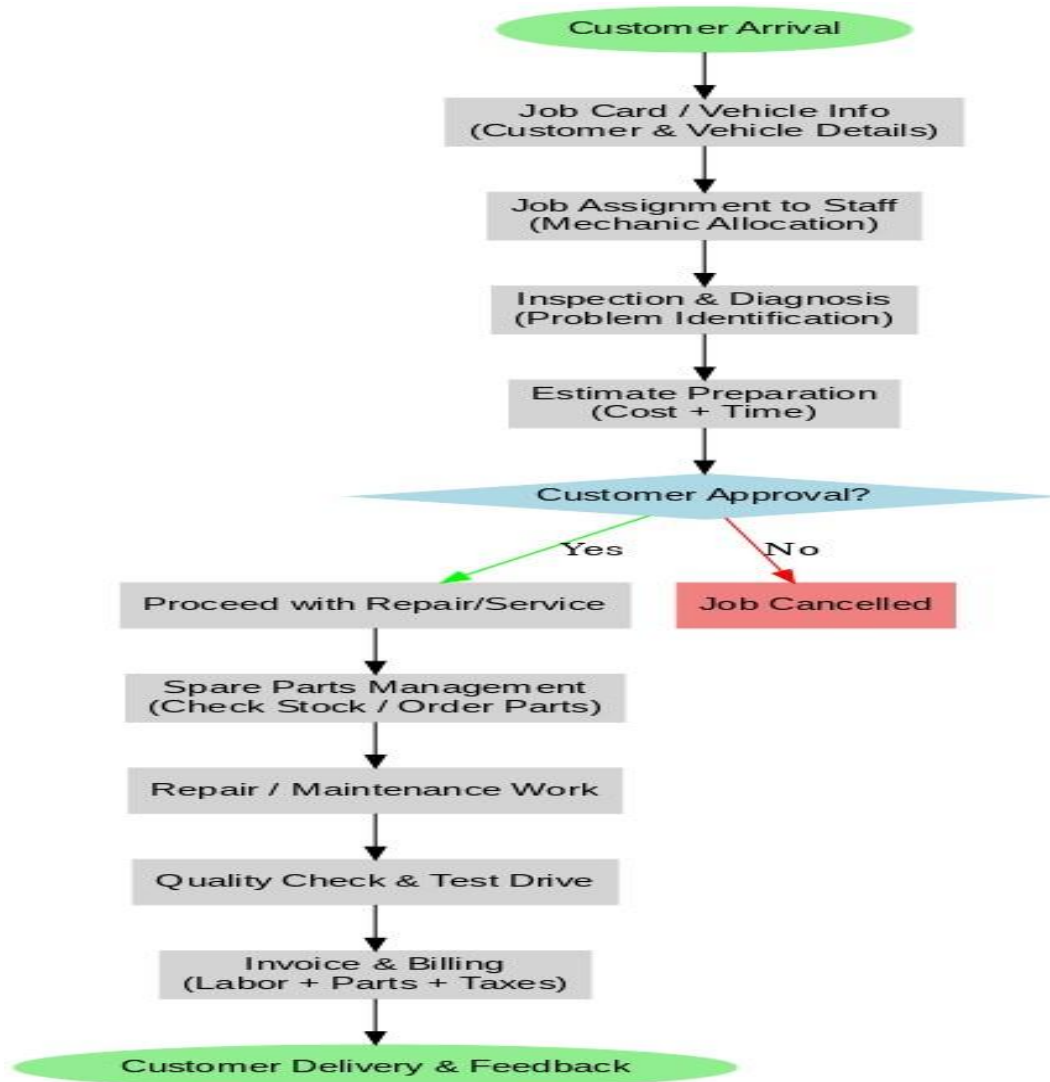 Customer Arrival
Job Card / Vehicle Info
(Customer & Vehicle Details)
Job Assignment to Staff
(Mechanic Allocation)
Inspection & Diagnosis
(Problem Identification)
Estimate Preparation
(Cost + Time)
Customer Approval?
Yes
No
Proceed with Repair/Service
Job Cancelled
Spare Parts Management
(Check Stock / Order Parts)
Repair / Maintenance Work
Quality Check & Test Drive
Invoice & Billing
(Labor + Parts + Taxes)
Customer Delivery & Feedback